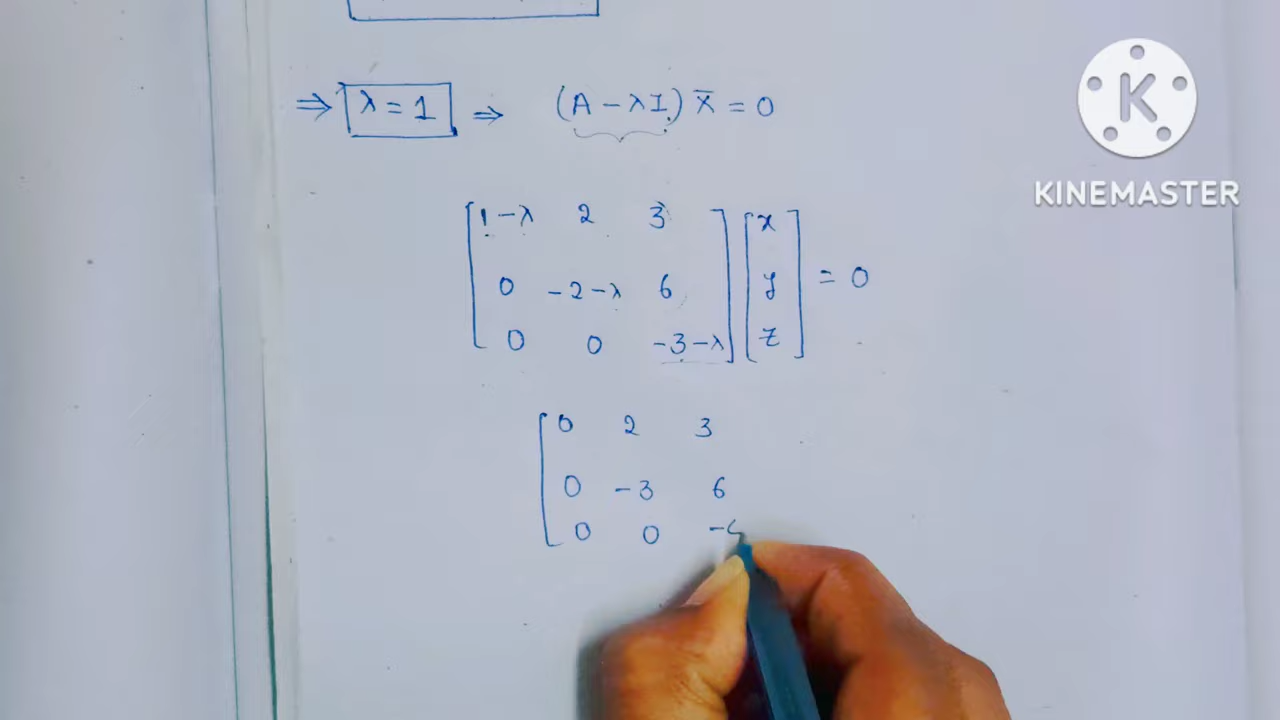 ⇒ λ = 1 ⇒ (A - λI) X̄ = 0
K
KINEMASTER
[ 1-λ 2 3 ] [ x ]
[ 0 -2-λ 6 ] [ y ] = 0
[ 0 0 -3-λ ] [ z ]
[ 0 2 3
0 -3 6
[ 0 0 -